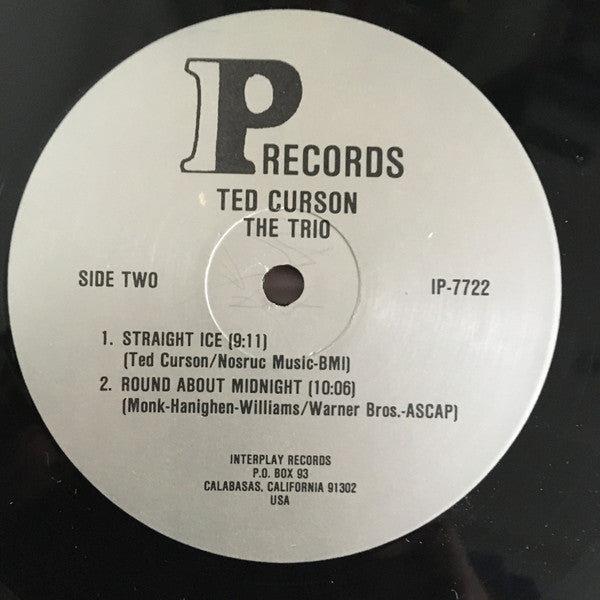 IP RECORDS
TED CURSON
THE TRIO
SIDE TWO
IP-7722
1. STRAIGHT ICE (9:11)
(Ted Curson/Nosruc Music-BMI)
2. ROUND ABOUT MIDNIGHT (10:06)
(Monk-Hanighen-Williams/Warner Bros.-ASCAP)
INTERPLAY RECORDS
P.O. BOX 93
CALABASAS, CALIFORNIA 91302
USA